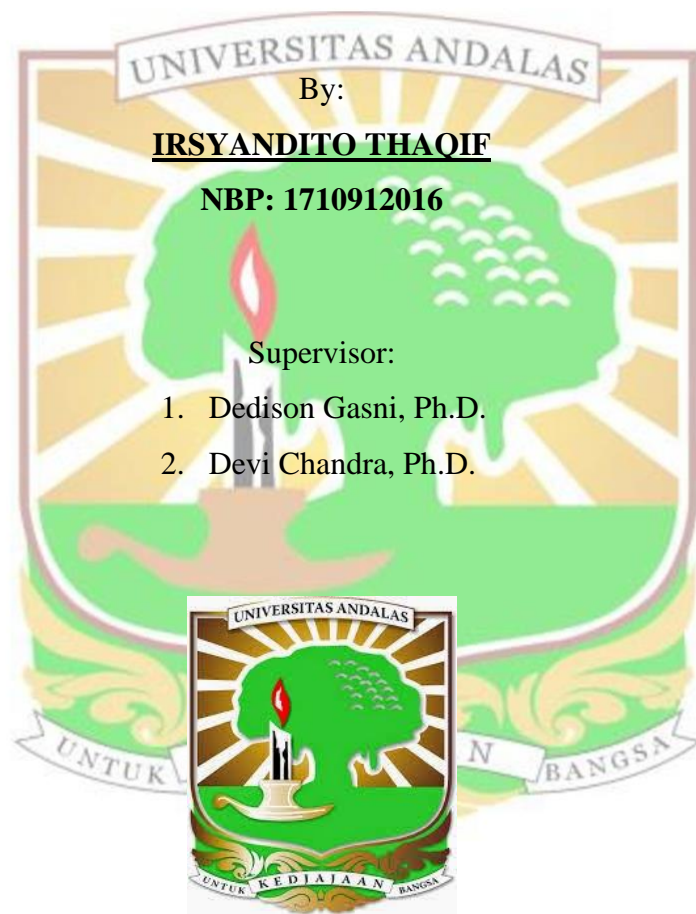 UNIVERSITAS ANDALAS
By:
IRSYANDITO THAQIF
NBP: 1710912016
Supervisor:
1. Dedison Gasni, Ph.D.
2. Devi Chandra, Ph.D.
UNIVERSITAS ANDALAS
UNTUK N BANGSA
UNTUK KEDJAJAAN BANGSA